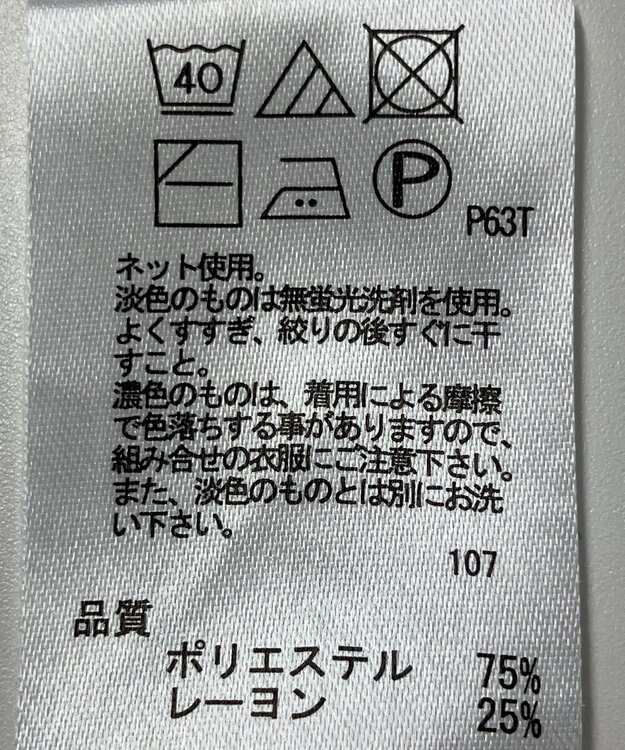 40
P
P63T
ネット使用。
淡色のものは無蛍光洗剤を使用。
よくすすぎ、絞りの後すぐに干
すこと。
濃色のものは、着用による摩擦
で色落ちする事がありますので、
組み合せの衣服にご注意下さい。
また、淡色のものとは別にお洗
い下さい。
107
品質
ポリエステル 75%
レーヨン 25%